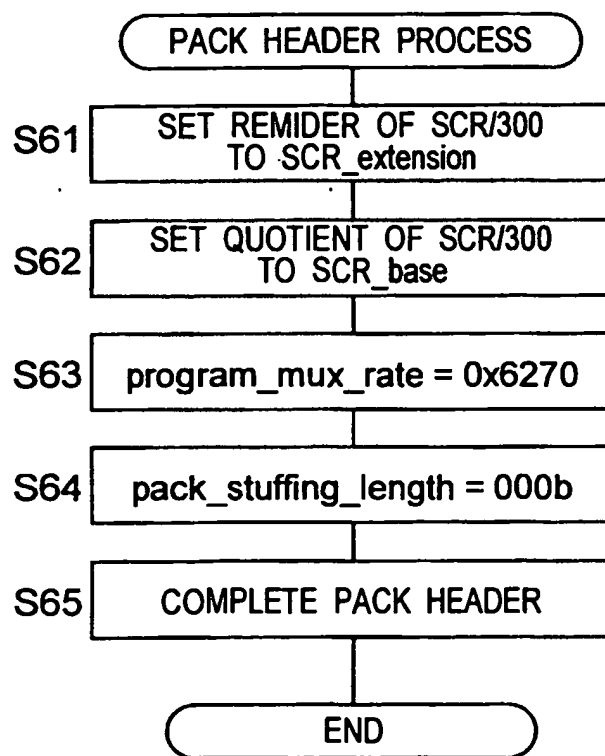 PACK HEADER PROCESS
S61
SET REMIDER OF SCR/300
TO SCR_extension
S62
SET QUOTIENT OF SCR/300
TO SCR_base
S63
program_mux_rate = 0x6270
S64
pack_stuffing_length = 000b
S65
COMPLETE PACK HEADER
END